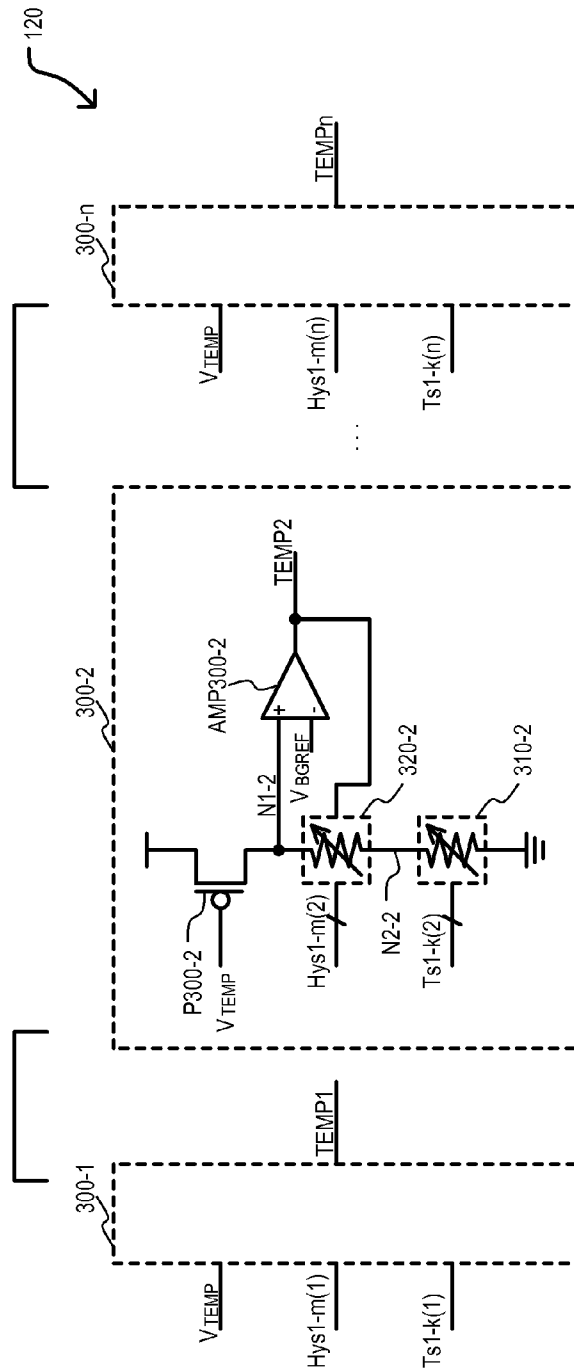 120
300-1
VTEMP
Hys1-m(1)
Ts1-k(1)
TEMP1
300-2
P300-2
VTEMP
N1-2
AMP300-2
+
-
VBGREF
TEMP2
Hys1-m(2)
320-2
N2-2
Ts1-k(2)
310-2
. . .
300-n
VTEMP
Hys1-m(n)
Ts1-k(n)
TEMPn